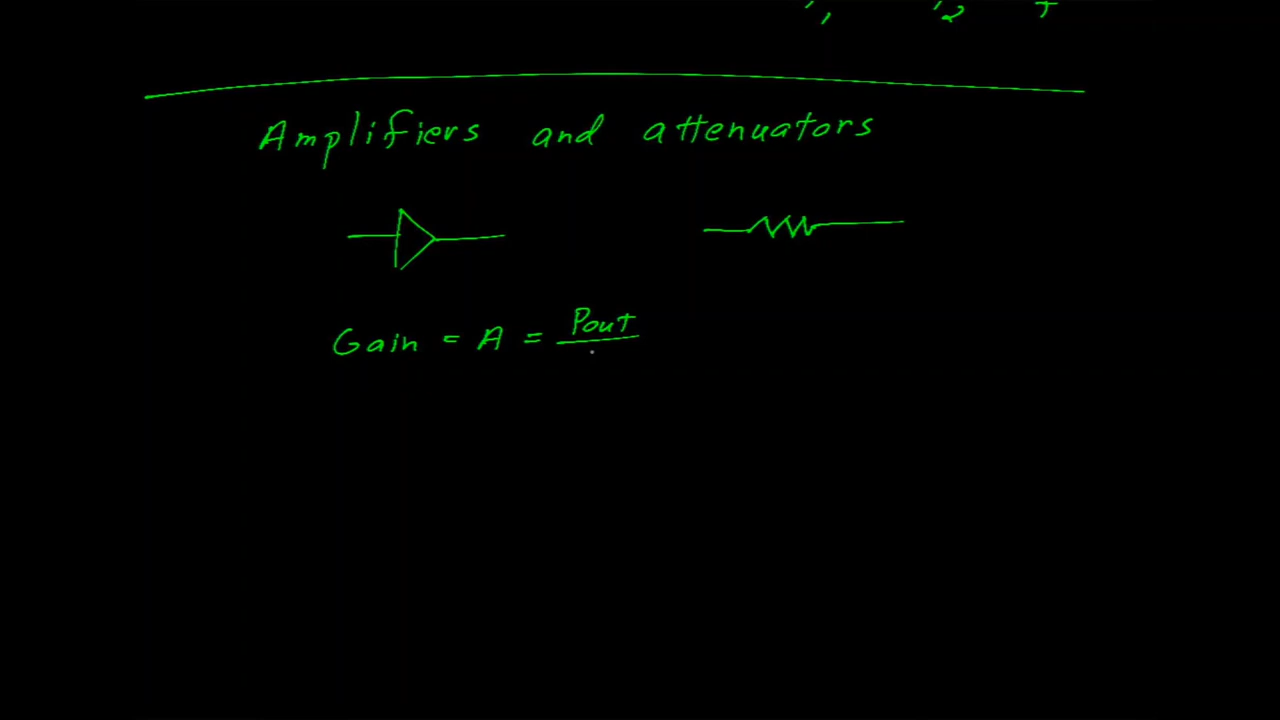 Amplifiers and attenuators
Gain = A = Pout